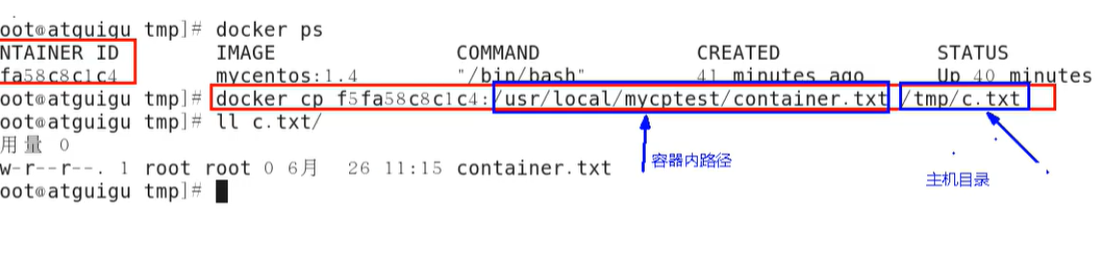 oot@atguigu tmp]# docker ps
NTAINER ID IMAGE COMMAND CREATED STATUS
fa58c8c1c4 mycentos:1.4 "/bin/bash" 41 minutes ago Up 40 minutes
oot@atguigu tmp]# docker cp f5fa58c8c1c4:/usr/local/mycptest/container.txt /tmp/c.txt
oot@atguigu tmp]# ll c.txt/
用量 0
w-r--r--. 1 root root 0 6月 26 11:15 container.txt
oot@atguigu tmp]#
容器内路径
主机目录